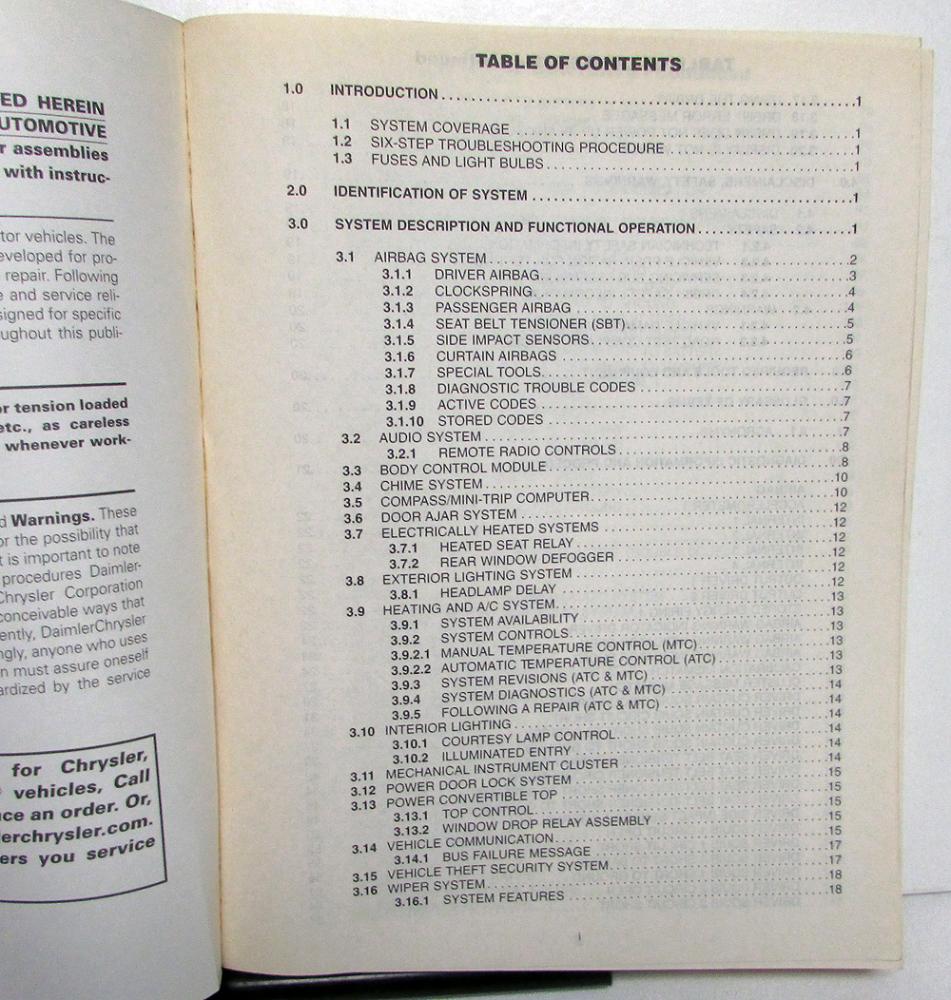 ED HEREIN
UTOMOTIVE
r assemblies
with instruc-
tor vehicles. The
eveloped for pro-
repair. Following
e and service reli-
signed for specific
ughout this publi-
or tension loaded
etc., as careless
whenever work-
d Warnings. These
or the possibility that
t is important to note
procedures Daimler-
Chrysler Corporation
conceivable ways that
ently, DaimlerChrysler
ngly, anyone who uses
n must assure oneself
ardized by the service
for Chrysler,
vehicles, Call
ce an order. Or,
lerchrysler.com.
ers you service
TABLE OF CONTENTS
1.0 INTRODUCTION 1
1.1 SYSTEM COVERAGE 1
1.2 SIX-STEP TROUBLESHOOTING PROCEDURE 1
1.3 FUSES AND LIGHT BULBS 1
2.0 IDENTIFICATION OF SYSTEM 1
3.0 SYSTEM DESCRIPTION AND FUNCTIONAL OPERATION 1
3.1 AIRBAG SYSTEM 2
3.1.1 DRIVER AIRBAG 3
3.1.2 CLOCKSPRING 4
3.1.3 PASSENGER AIRBAG 4
3.1.4 SEAT BELT TENSIONER (SBT) 5
3.1.5 SIDE IMPACT SENSORS 5
3.1.6 CURTAIN AIRBAGS 6
3.1.7 SPECIAL TOOLS 6
3.1.8 DIAGNOSTIC TROUBLE CODES 7
3.1.9 ACTIVE CODES 7
3.1.10 STORED CODES 7
3.2 AUDIO SYSTEM 7
3.2.1 REMOTE RADIO CONTROLS 8
3.3 BODY CONTROL MODULE 8
3.4 CHIME SYSTEM 10
3.5 COMPASS/MINI-TRIP COMPUTER 10
3.6 DOOR AJAR SYSTEM 12
3.7 ELECTRICALLY HEATED SYSTEMS 12
3.7.1 HEATED SEAT RELAY 12
3.7.2 REAR WINDOW DEFOGGER 12
3.8 EXTERIOR LIGHTING SYSTEM 12
3.8.1 HEADLAMP DELAY 12
3.9 HEATING AND A/C SYSTEM 13
3.9.1 SYSTEM AVAILABILITY 13
3.9.2 SYSTEM CONTROLS 13
3.9.2.1 MANUAL TEMPERATURE CONTROL (MTC) 13
3.9.2.2 AUTOMATIC TEMPERATURE CONTROL (ATC) 13
3.9.3 SYSTEM REVISIONS (ATC & MTC) 13
3.9.4 SYSTEM DIAGNOSTICS (ATC & MTC) 14
3.9.5 FOLLOWING A REPAIR (ATC & MTC) 14
3.10 INTERIOR LIGHTING 14
3.10.1 COURTESY LAMP CONTROL 14
3.10.2 ILLUMINATED ENTRY 14
3.11 MECHANICAL INSTRUMENT CLUSTER 14
3.12 POWER DOOR LOCK SYSTEM 15
3.13 POWER CONVERTIBLE TOP 15
3.13.1 TOP CONTROL 15
3.13.2 WINDOW DROP RELAY ASSEMBLY 15
3.14 VEHICLE COMMUNICATION 15
3.14.1 BUS FAILURE MESSAGE 17
3.15 VEHICLE THEFT SECURITY SYSTEM 17
3.16 WIPER SYSTEM 18
3.16.1 SYSTEM FEATURES 18
i